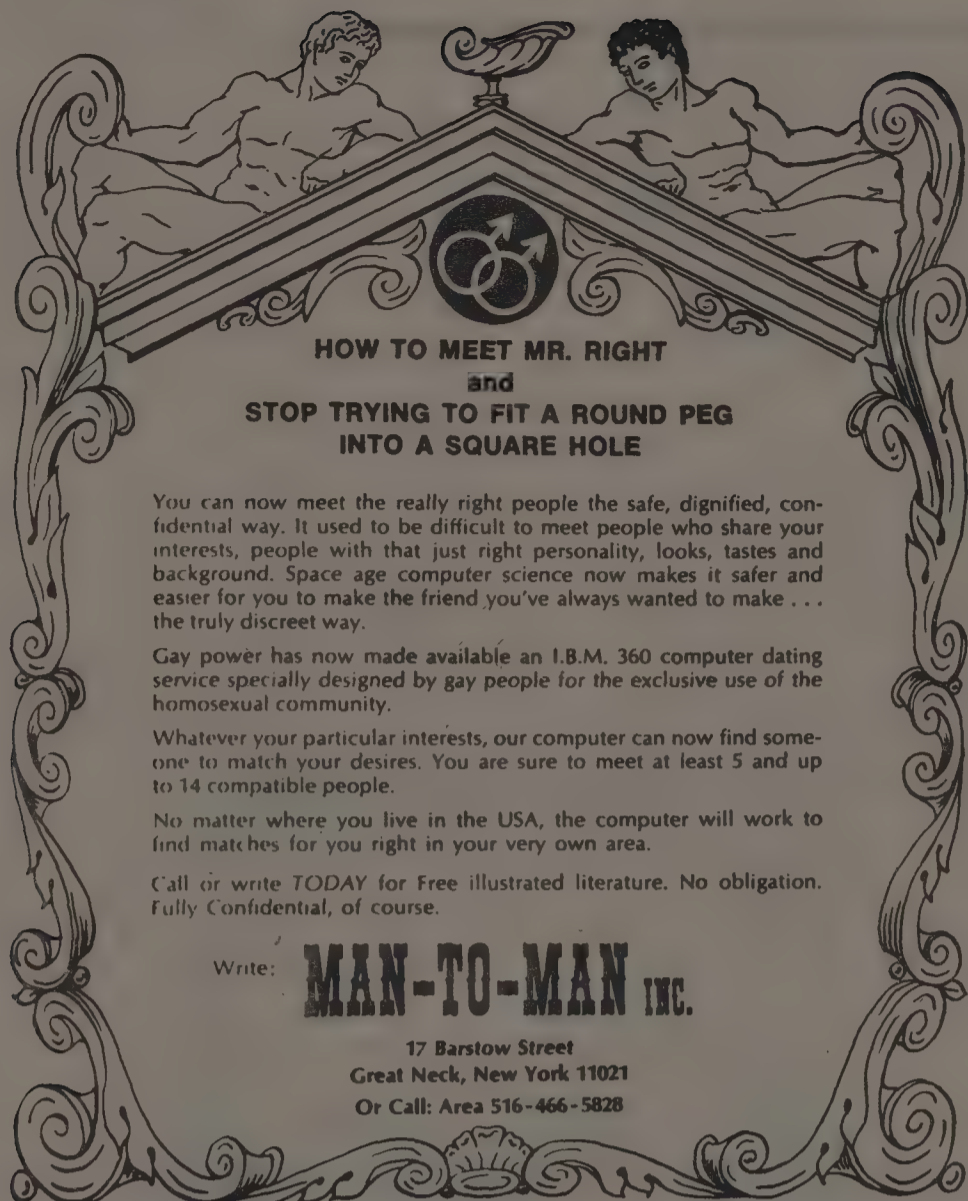 HOW TO MEET MR. RIGHT
and
STOP TRYING TO FIT A ROUND PEG
INTO A SQUARE HOLE
You can now meet the really right people the safe, dignified, con-
fidential way. It used to be difficult to meet people who share your
interests, people with that just right personality, looks, tastes and
background. Space age computer science now makes it safer and
easier for you to make the friend you've always wanted to make ...
the truly discreet way.
Gay power has now made available an I.B.M. 360 computer dating
service specially designed by gay people for the exclusive use of the
homosexual community.
Whatever your particular interests, our computer can now find some-
one to match your desires. You are sure to meet at least 5 and up
to 14 compatible people.
No matter where you live in the USA, the computer will work to
find matches for you right in your very own area.
Call or write TODAY for Free illustrated literature. No obligation.
Fully Confidential, of course.
Write: MAN-TO-MAN INC.
17 Barstow Street
Great Neck, New York 11021
Or Call: Area 516-466-5828